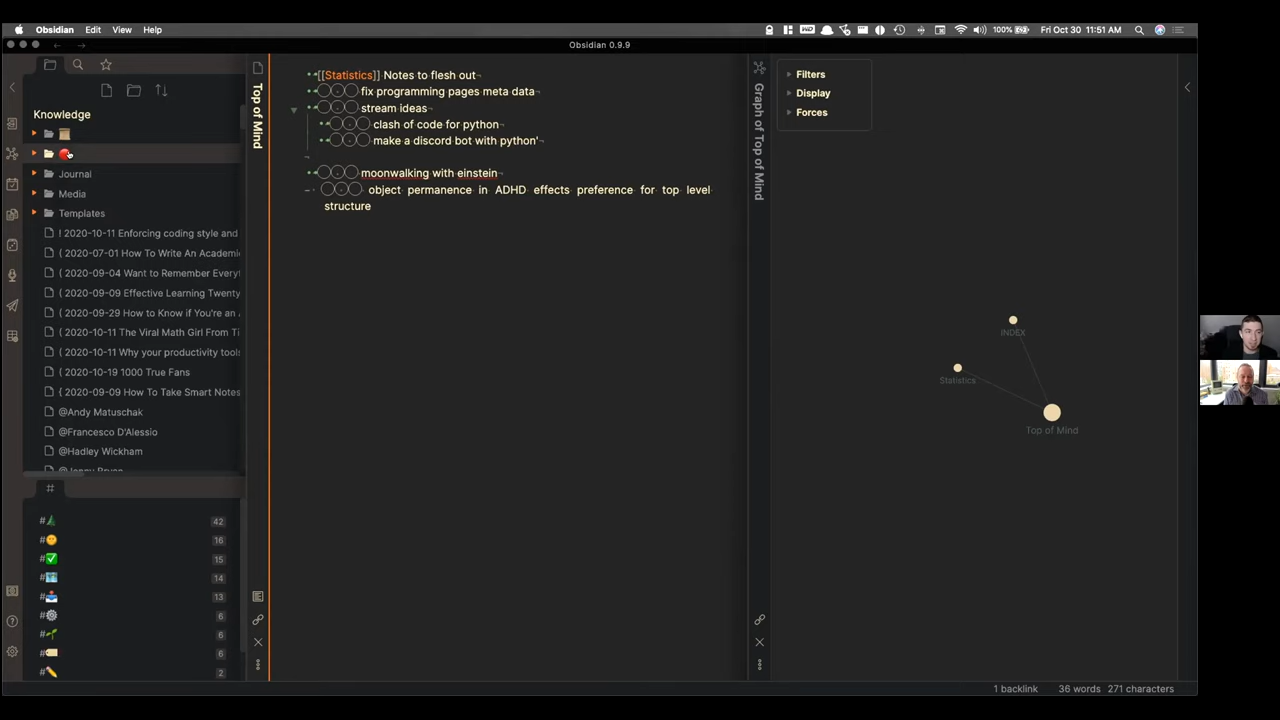 Obsidian Edit View Help
100% Fri Oct 30 11:51 AM
Obsidian 0.9.9
Knowledge
Journal
Media
Templates
! 2020-10-11 Enforcing coding style and
( 2020-07-01 How To Write An Academi
( 2020-09-04 Want to Remember Everyt
( 2020-09-09 Effective Learning Twenty
( 2020-09-29 How to Know if You're an
( 2020-10-11 The Viral Math Girl From Ti
( 2020-10-11 Why your productivity tools
( 2020-10-19 1000 True Fans
( 2020-09-09 How To Take Smart Notes
@Andy Matuschak
@Francesco D'Alessio
@Hadley Wickham
#
#🌲 42
#😶 16
#✅ 15
# 14
#📥 13
#⚙ 6
#🌱 6
#🏷 6
#✏ 2
Top of Mind
[[Statistics]] Notes to flesh out¬
fix programming pages meta data
stream ideas¬
clash of code for python
make a discord bot with python'¬
¬
moonwalking with einstein¬
object permanence in ADHD effects preference for top level
structure
Graph of Top of Mind
Filters
Display
Forces
INDEX
Statistics
Top of Mind
1 backlink 36 words 271 characters